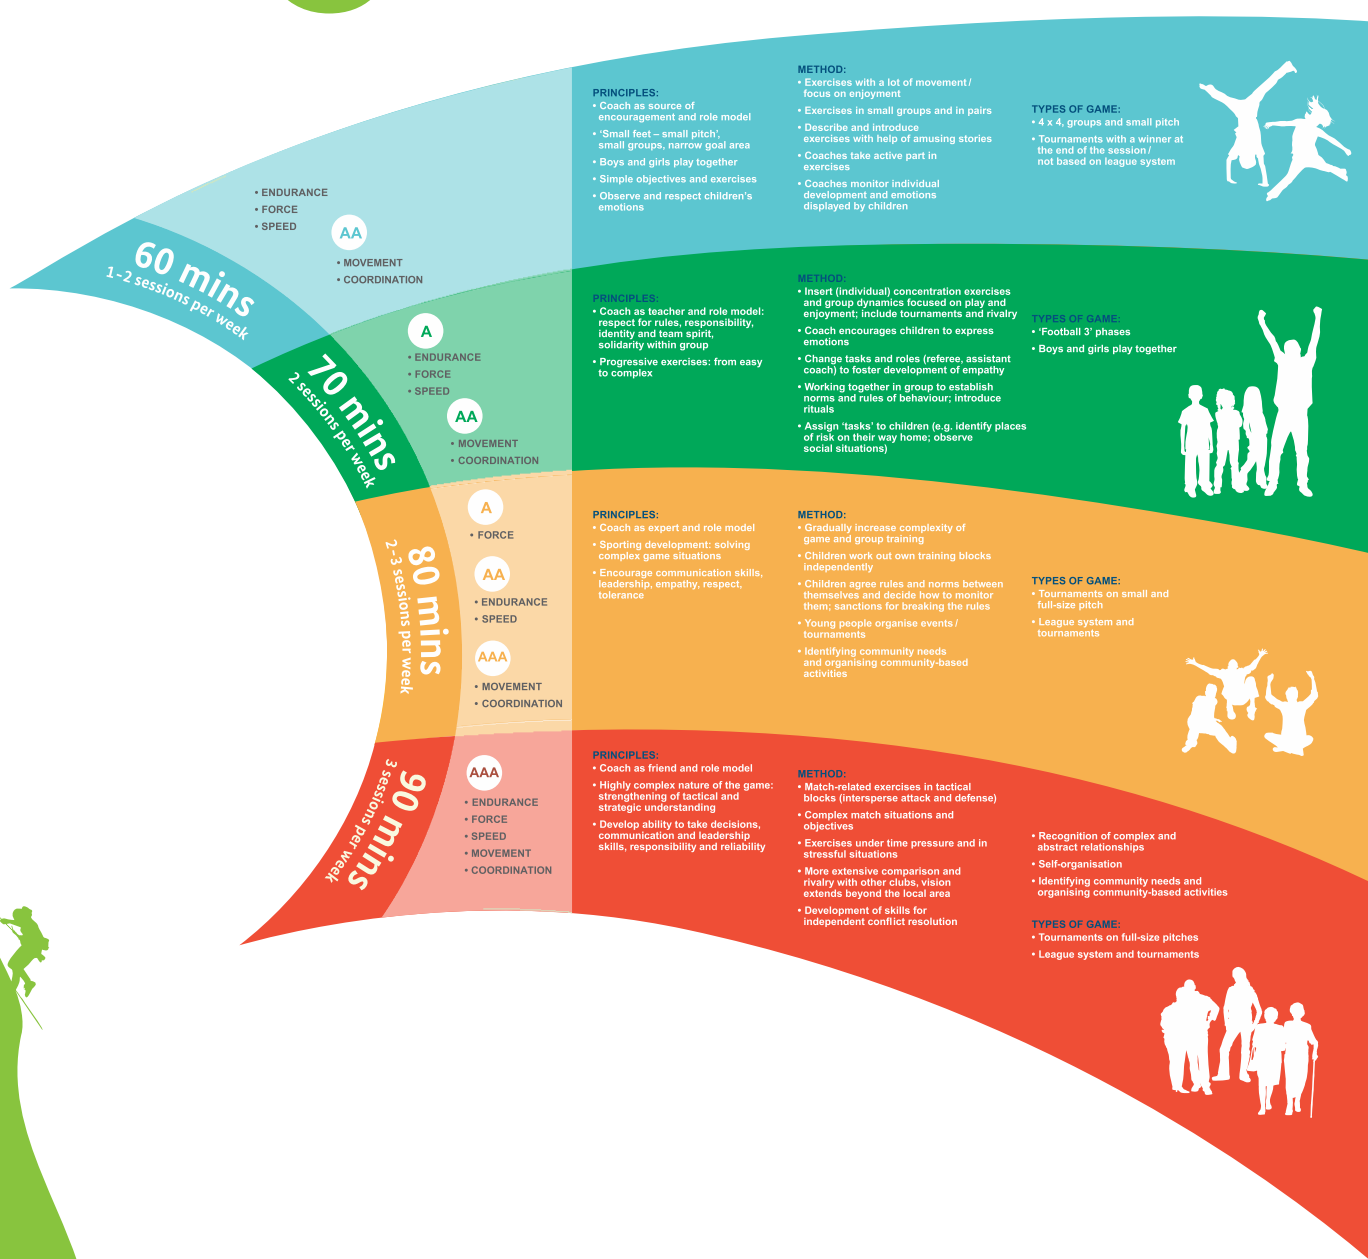 60 mins
1-2 sessions per week
• ENDURANCE
• FORCE
• SPEED
AA
• MOVEMENT
• COORDINATION
PRINCIPLES:
• Coach as source of
encouragement and role model
• ‘Small feet – small pitch’,
small groups, narrow goal area
• Boys and girls play together
• Simple objectives and exercises
• Observe and respect children’s
emotions
METHOD:
• Exercises with a lot of movement /
focus on enjoyment
• Exercises in small groups and in pairs
• Describe and introduce
exercises with help of amusing stories
• Coaches take active part in
exercises
• Coaches monitor individual
development and emotions
displayed by children
TYPES OF GAME:
• 4 x 4, groups and small pitch
• Tournaments with a winner at
the end of the session /
not based on league system
70 mins
2 sessions per week
A
• ENDURANCE
• FORCE
• SPEED
AA
• MOVEMENT
• COORDINATION
PRINCIPLES:
• Coach as teacher and role model:
respect for rules, responsibility,
identity and team spirit,
solidarity within group
• Progressive exercises: from easy
to complex
METHOD:
• Insert (individual) concentration exercises
and group dynamics focused on play and
enjoyment; include tournaments and rivalry
• Coach encourages children to express
emotions
• Change tasks and roles (referee, assistant
coach) to foster development of empathy
• Working together in group to establish
norms and rules of behaviour; introduce
rituals
• Assign ‘tasks’ to children (e.g. identify places
of risk on their way home; observe
social situations)
TYPES OF GAME:
• ‘Football 3’ phases
• Boys and girls play together
80 mins
2-3 sessions per week
A
• FORCE
AA
• ENDURANCE
• SPEED
AAA
• MOVEMENT
• COORDINATION
PRINCIPLES:
• Coach as expert and role model
• Sporting development: solving
complex game situations
• Encourage communication skills,
leadership, empathy, respect,
tolerance
METHOD:
• Gradually increase complexity of
game and group training
• Children work out own training blocks
independently
• Children agree rules and norms between
themselves and decide how to monitor
them; sanctions for breaking the rules
• Young people organise events /
tournaments
• Identifying community needs
and organising community-based
activities
TYPES OF GAME:
• Tournaments on small and
full-size pitch
• League system and
tournaments
90 mins
3 sessions per week
AAA
• ENDURANCE
• FORCE
• SPEED
• MOVEMENT
• COORDINATION
PRINCIPLES:
• Coach as friend and role model
• Highly complex nature of the game:
strengthening of tactical and
strategic understanding
• Develop ability to take decisions,
communication and leadership
skills, responsibility and reliability
METHOD:
• Match-related exercises in tactical
blocks (intersperse attack and defense)
• Complex match situations and
objectives
• Exercises under time pressure and in
stressful situations
• More extensive comparison and
rivalry with other clubs, vision
extends beyond the local area
• Development of skills for
independent conflict resolution
• Recognition of complex and
abstract relationships
• Self-organisation
• Identifying community needs and
organising community-based activities
TYPES OF GAME:
• Tournaments on full-size pitches
• League system and tournaments